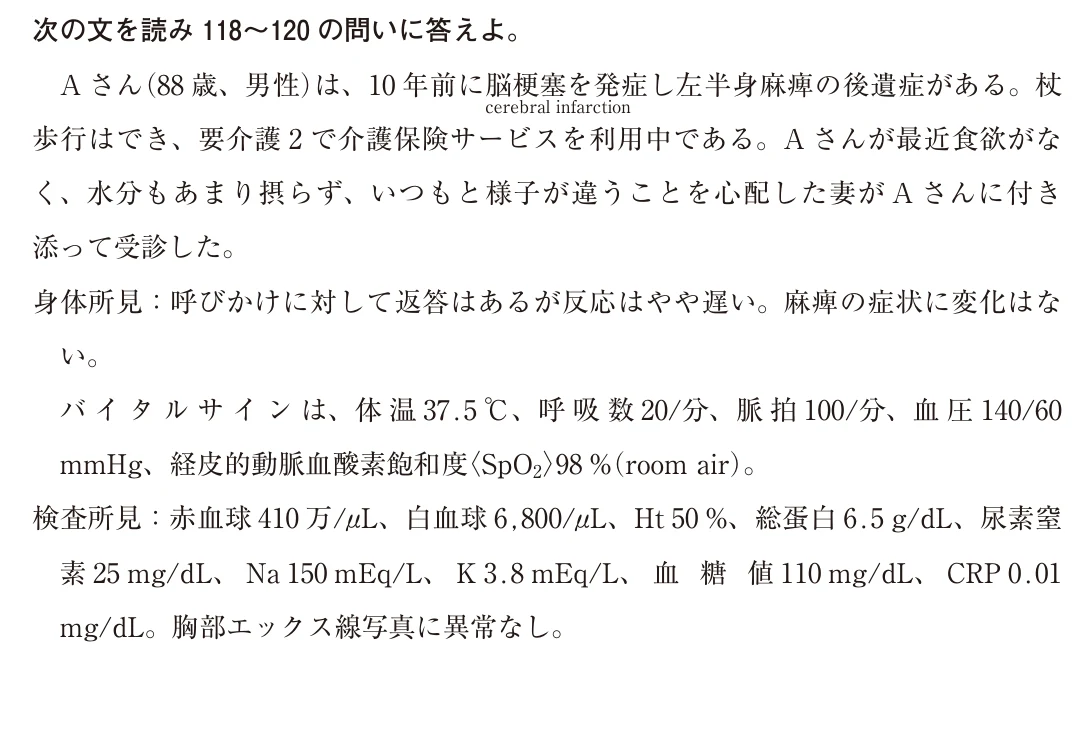 次の文を読み 118～120 の問いに答えよ。
A さん(88 歳、男性)は、10 年前に脳梗塞を発症し左半身麻痺の後遺症がある。杖
cerebral infarction
歩行はでき、要介護 2 で介護保険サービスを利用中である。A さんが最近食欲がな
く、水分もあまり摂らず、いつもと様子が違うことを心配した妻が A さんに付き
添って受診した。
身体所見：呼びかけに対して返答はあるが反応はやや遅い。麻痺の症状に変化はな
い。
バイタルサインは、体温 37.5 ℃、呼吸数 20/分、脈拍 100/分、血圧 140/60
mmHg、経皮的動脈血酸素飽和度〈SpO₂〉98 %(room air)。
検査所見：赤血球 410 万/μL、白血球 6,800/μL、Ht 50 %、総蛋白 6.5 g/dL、尿素窒
素 25 mg/dL、Na 150 mEq/L、K 3.8 mEq/L、血糖値 110 mg/dL、CRP 0.01
mg/dL。胸部エックス線写真に異常なし。